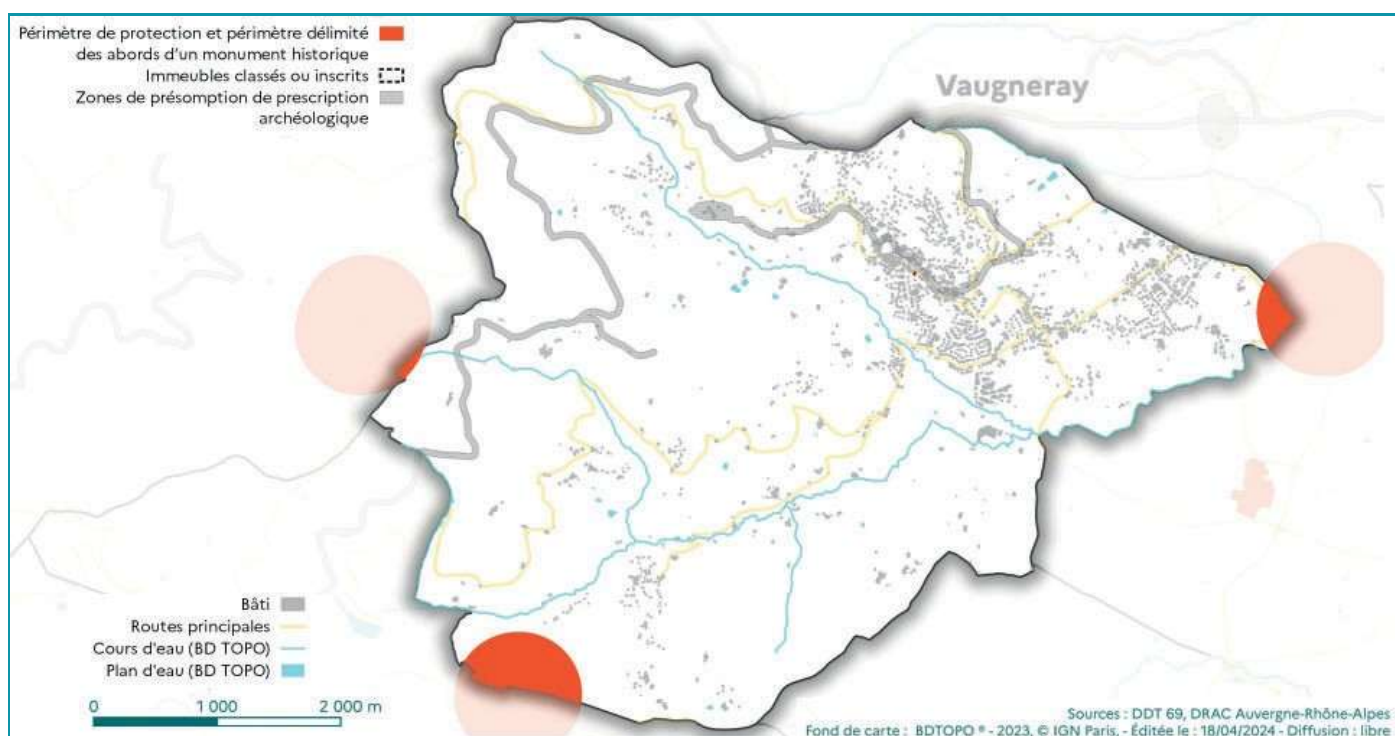 Périmètre de protection et périmètre délimité
des abords d'un monument historique
Immeubles classés ou inscrits
Zones de présomption de prescription
archéologique
Vaugneray
Bâti
Routes principales
Cours d'eau (BD TOPO)
Plan d'eau (BD TOPO)
0 1 000 2 000 m
Sources : DDT 69, DRAC Auvergne-Rhône-Alpes
Fond de carte : BDTOPO ® - 2023, © IGN Paris, - Éditée le : 18/04/2024 - Diffusion : libre